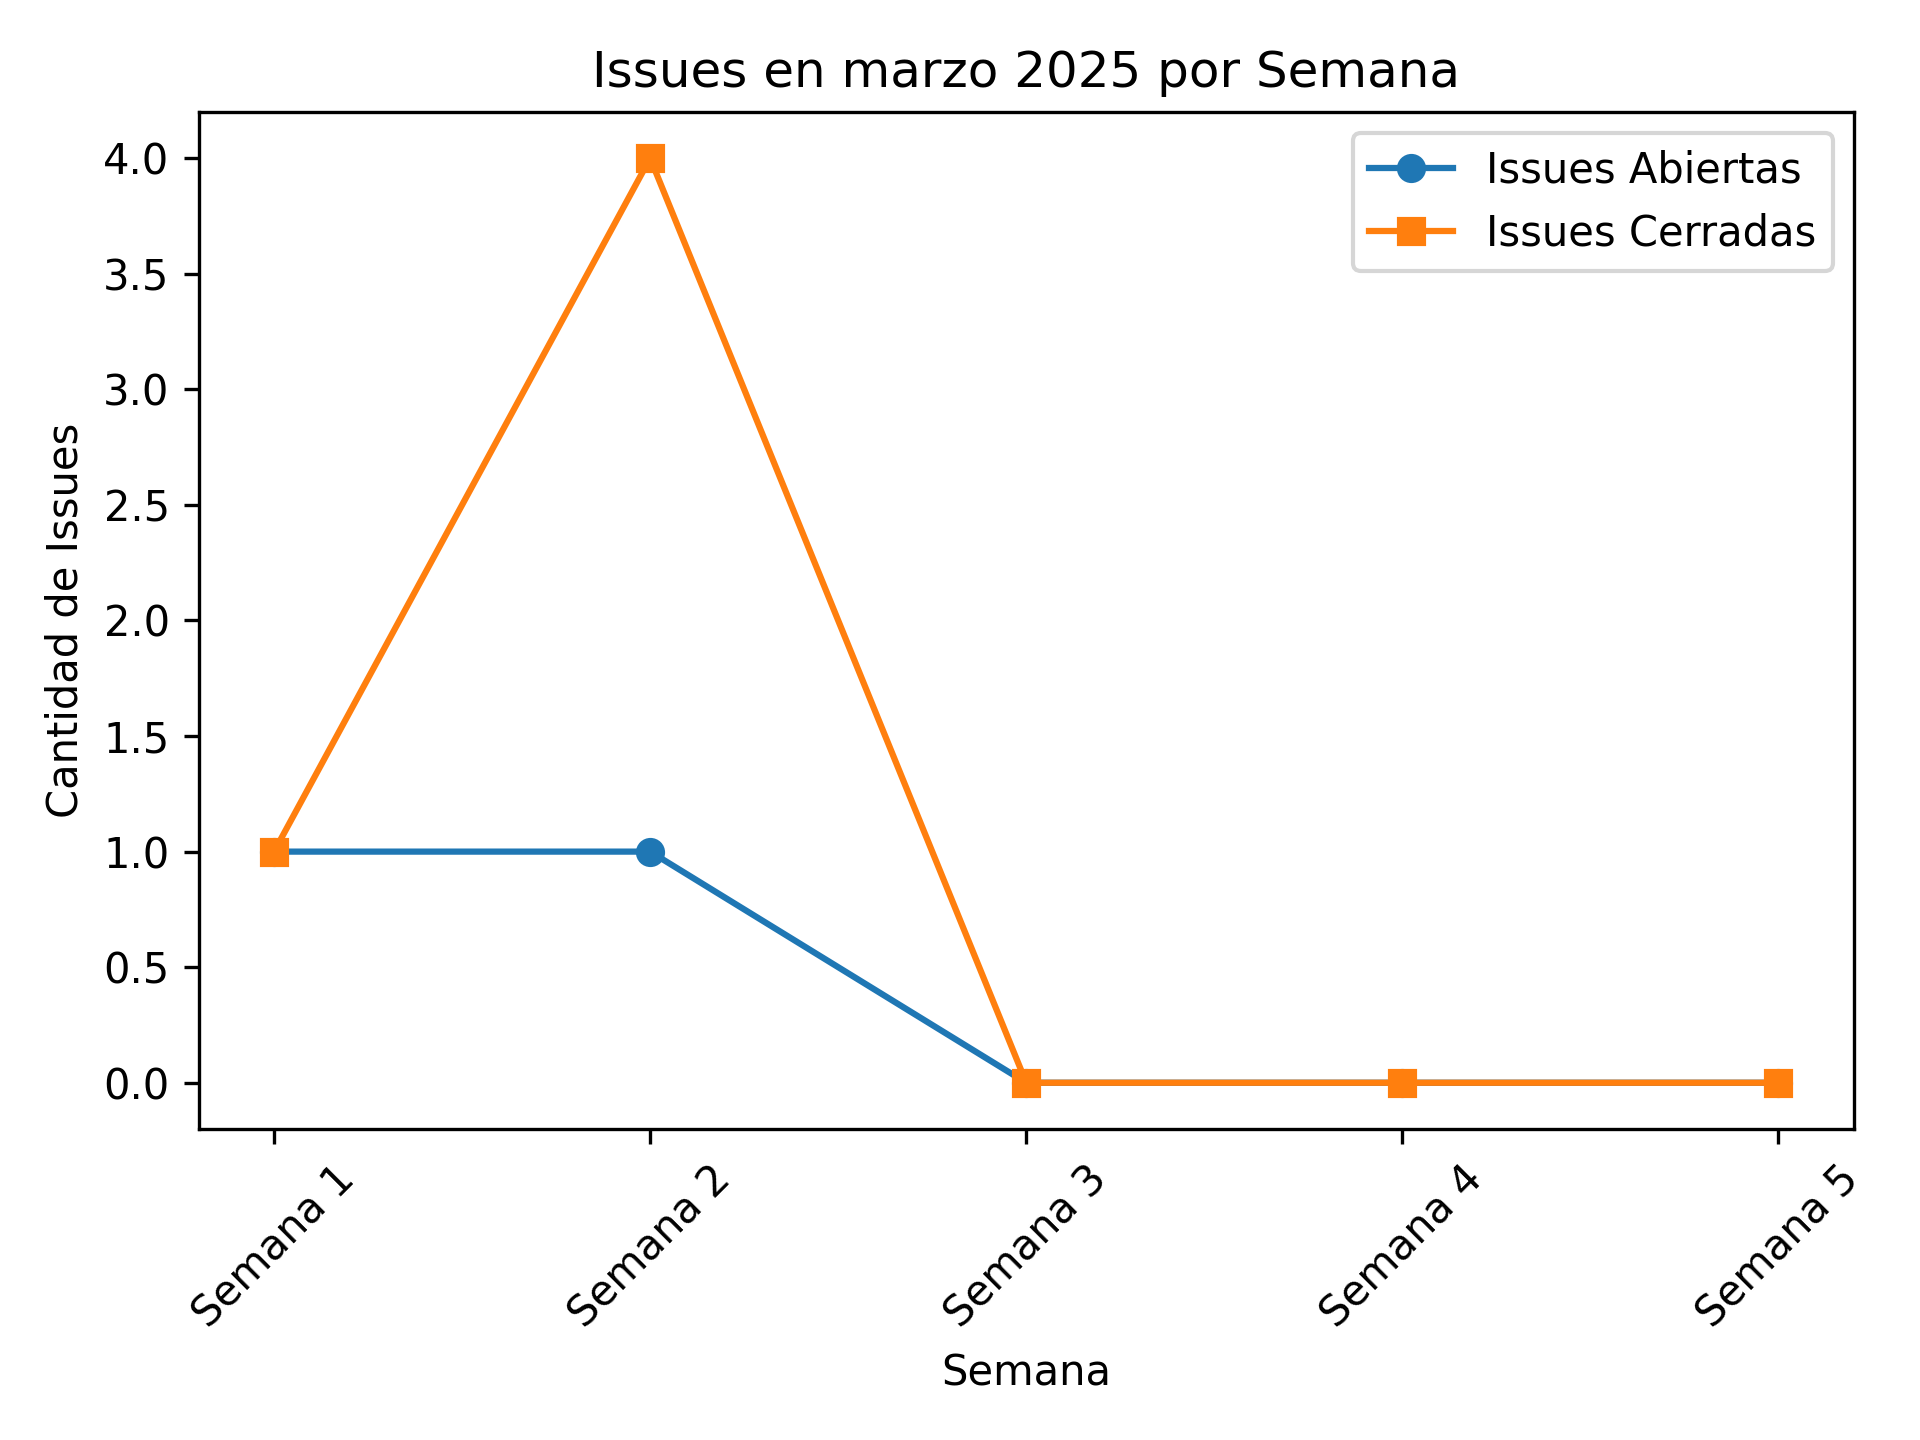 Issues en marzo 2025 por Semana
Issues Abiertas
Issues Cerradas
Cantidad de Issues
4.0
3.5
3.0
2.5
2.0
1.5
1.0
0.5
0.0
Semana 1
Semana 2
Semana 3
Semana 4
Semana 5
Semana